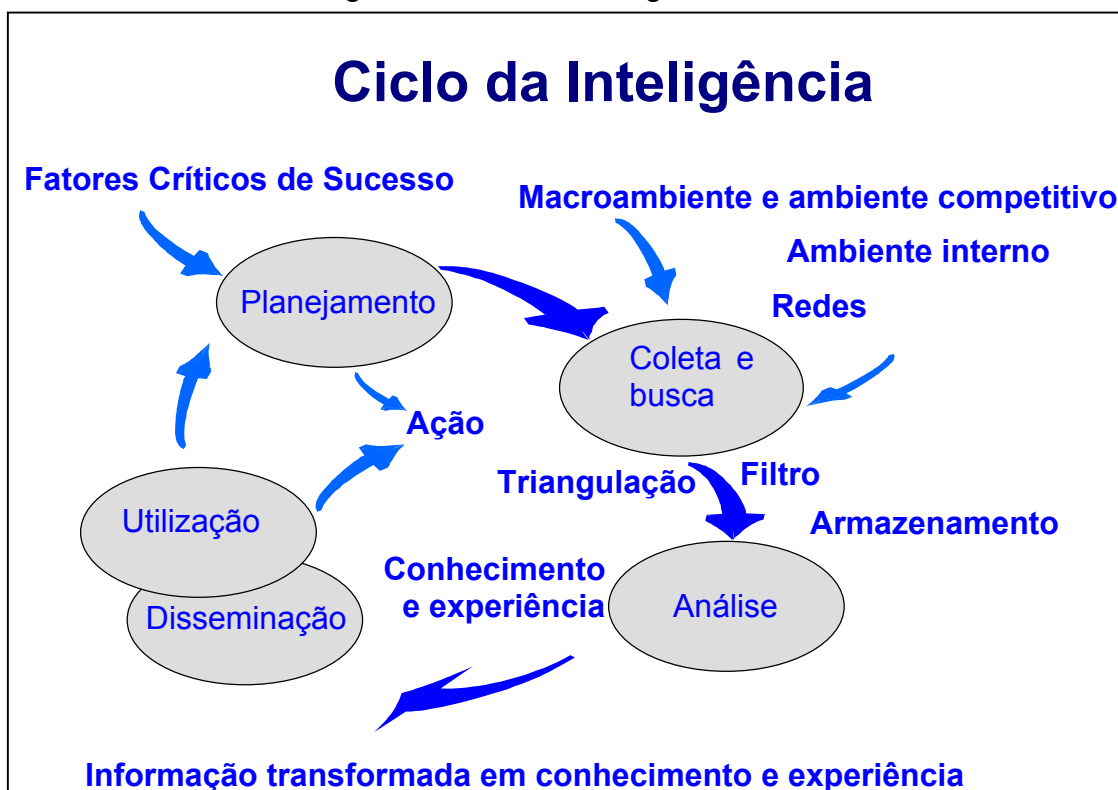 Ciclo da Inteligência
Fatores Críticos de Sucesso
Macroambiente e ambiente competitivo
Ambiente interno
Redes
Planejamento
Coleta e
busca
Ação
Triangulação
Filtro
Armazenamento
Utilização
Disseminação
Conhecimento
e experiência
Análise
Informação transformada em conhecimento e experiência